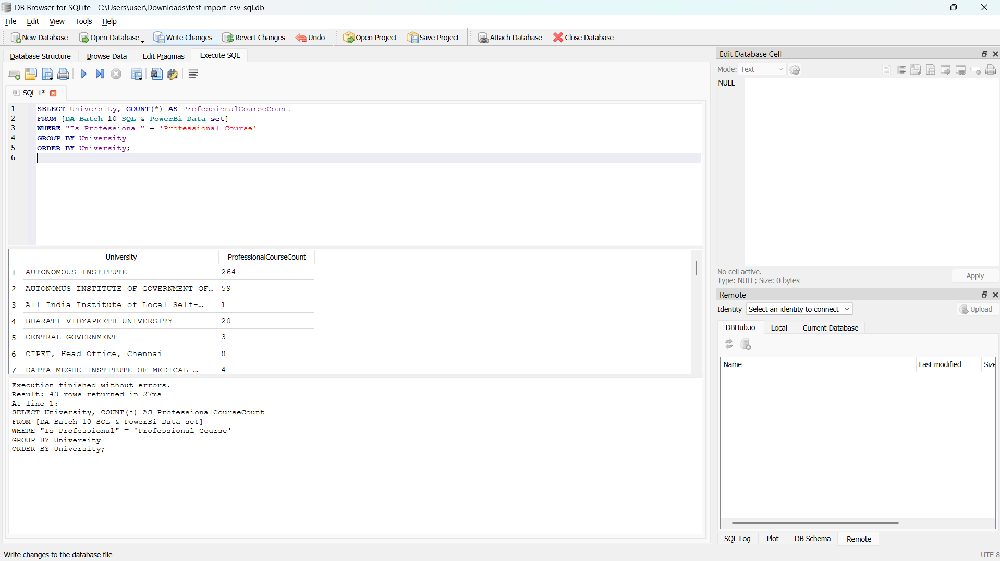 DB Browser for SQLite - C:\Users\user\Downloads\test import_csv_sql.db
File Edit View Tools Help
New Database Open Database Write Changes Revert Changes Undo Open Project Save Project Attach Database Close Database
Database Structure Browse Data Edit Pragmas Execute SQL
SQL 1*
1 SELECT University, COUNT(*) AS ProfessionalCourseCount
2 FROM [DA Batch 10 SQL & PowerBi Data set]
3 WHERE "Is Professional" = 'Professional Course'
4 GROUP BY University
5 ORDER BY University;
6
University ProfessionalCourseCount
1 AUTONOMOUS INSTITUTE 264
2 AUTONOMUS INSTITUTE OF GOVERNMENT OF… 59
3 All India Institute of Local Self-… 1
4 BHARATI VIDYAPEETH UNIVERSITY 20
5 CENTRAL GOVERNMENT 3
6 CIPET, Head Office, Chennai 8
7 DATTA MEGHE INSTITUTE OF MEDICAL … 4
Execution finished without errors.
Result: 43 rows returned in 27ms
At line 1:
SELECT University, COUNT(*) AS ProfessionalCourseCount
FROM [DA Batch 10 SQL & PowerBi Data set]
WHERE "Is Professional" = 'Professional Course'
GROUP BY University
ORDER BY University;
Edit Database Cell
Mode: Text
NULL
No cell active.
Type: NULL; Size: 0 bytes
Apply
Remote
Identity Select an identity to connect Upload
DBHub.io Local Current Database
Name Last modified Size
SQL Log Plot DB Schema Remote
Write changes to the database file UTF-8